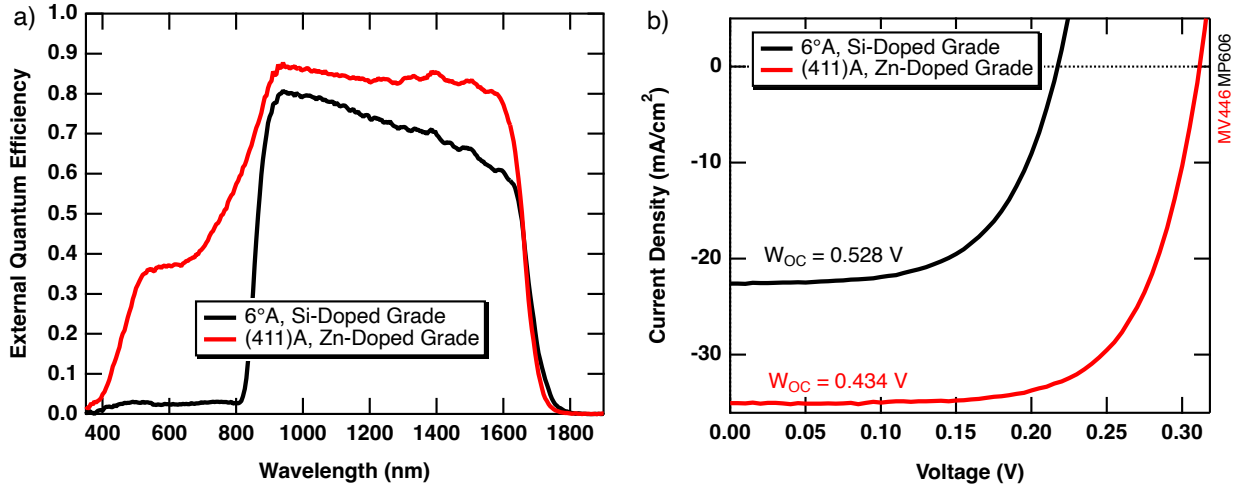 a)
1.0
0.9
0.8
0.7
0.6
0.5
0.4
0.3
0.2
0.1
0.0
External Quantum Efficiency
6°A, Si-Doped Grade
(411)A, Zn-Doped Grade
400 600 800 1000 1200 1400 1600 1800
Wavelength (nm)
b)
0
-10
-20
-30
Current Density (mA/cm²)
6°A, Si-Doped Grade
(411)A, Zn-Doped Grade
W_OC = 0.528 V
W_OC = 0.434 V
0.00 0.05 0.10 0.15 0.20 0.25 0.30
Voltage (V)
MV446 MP606